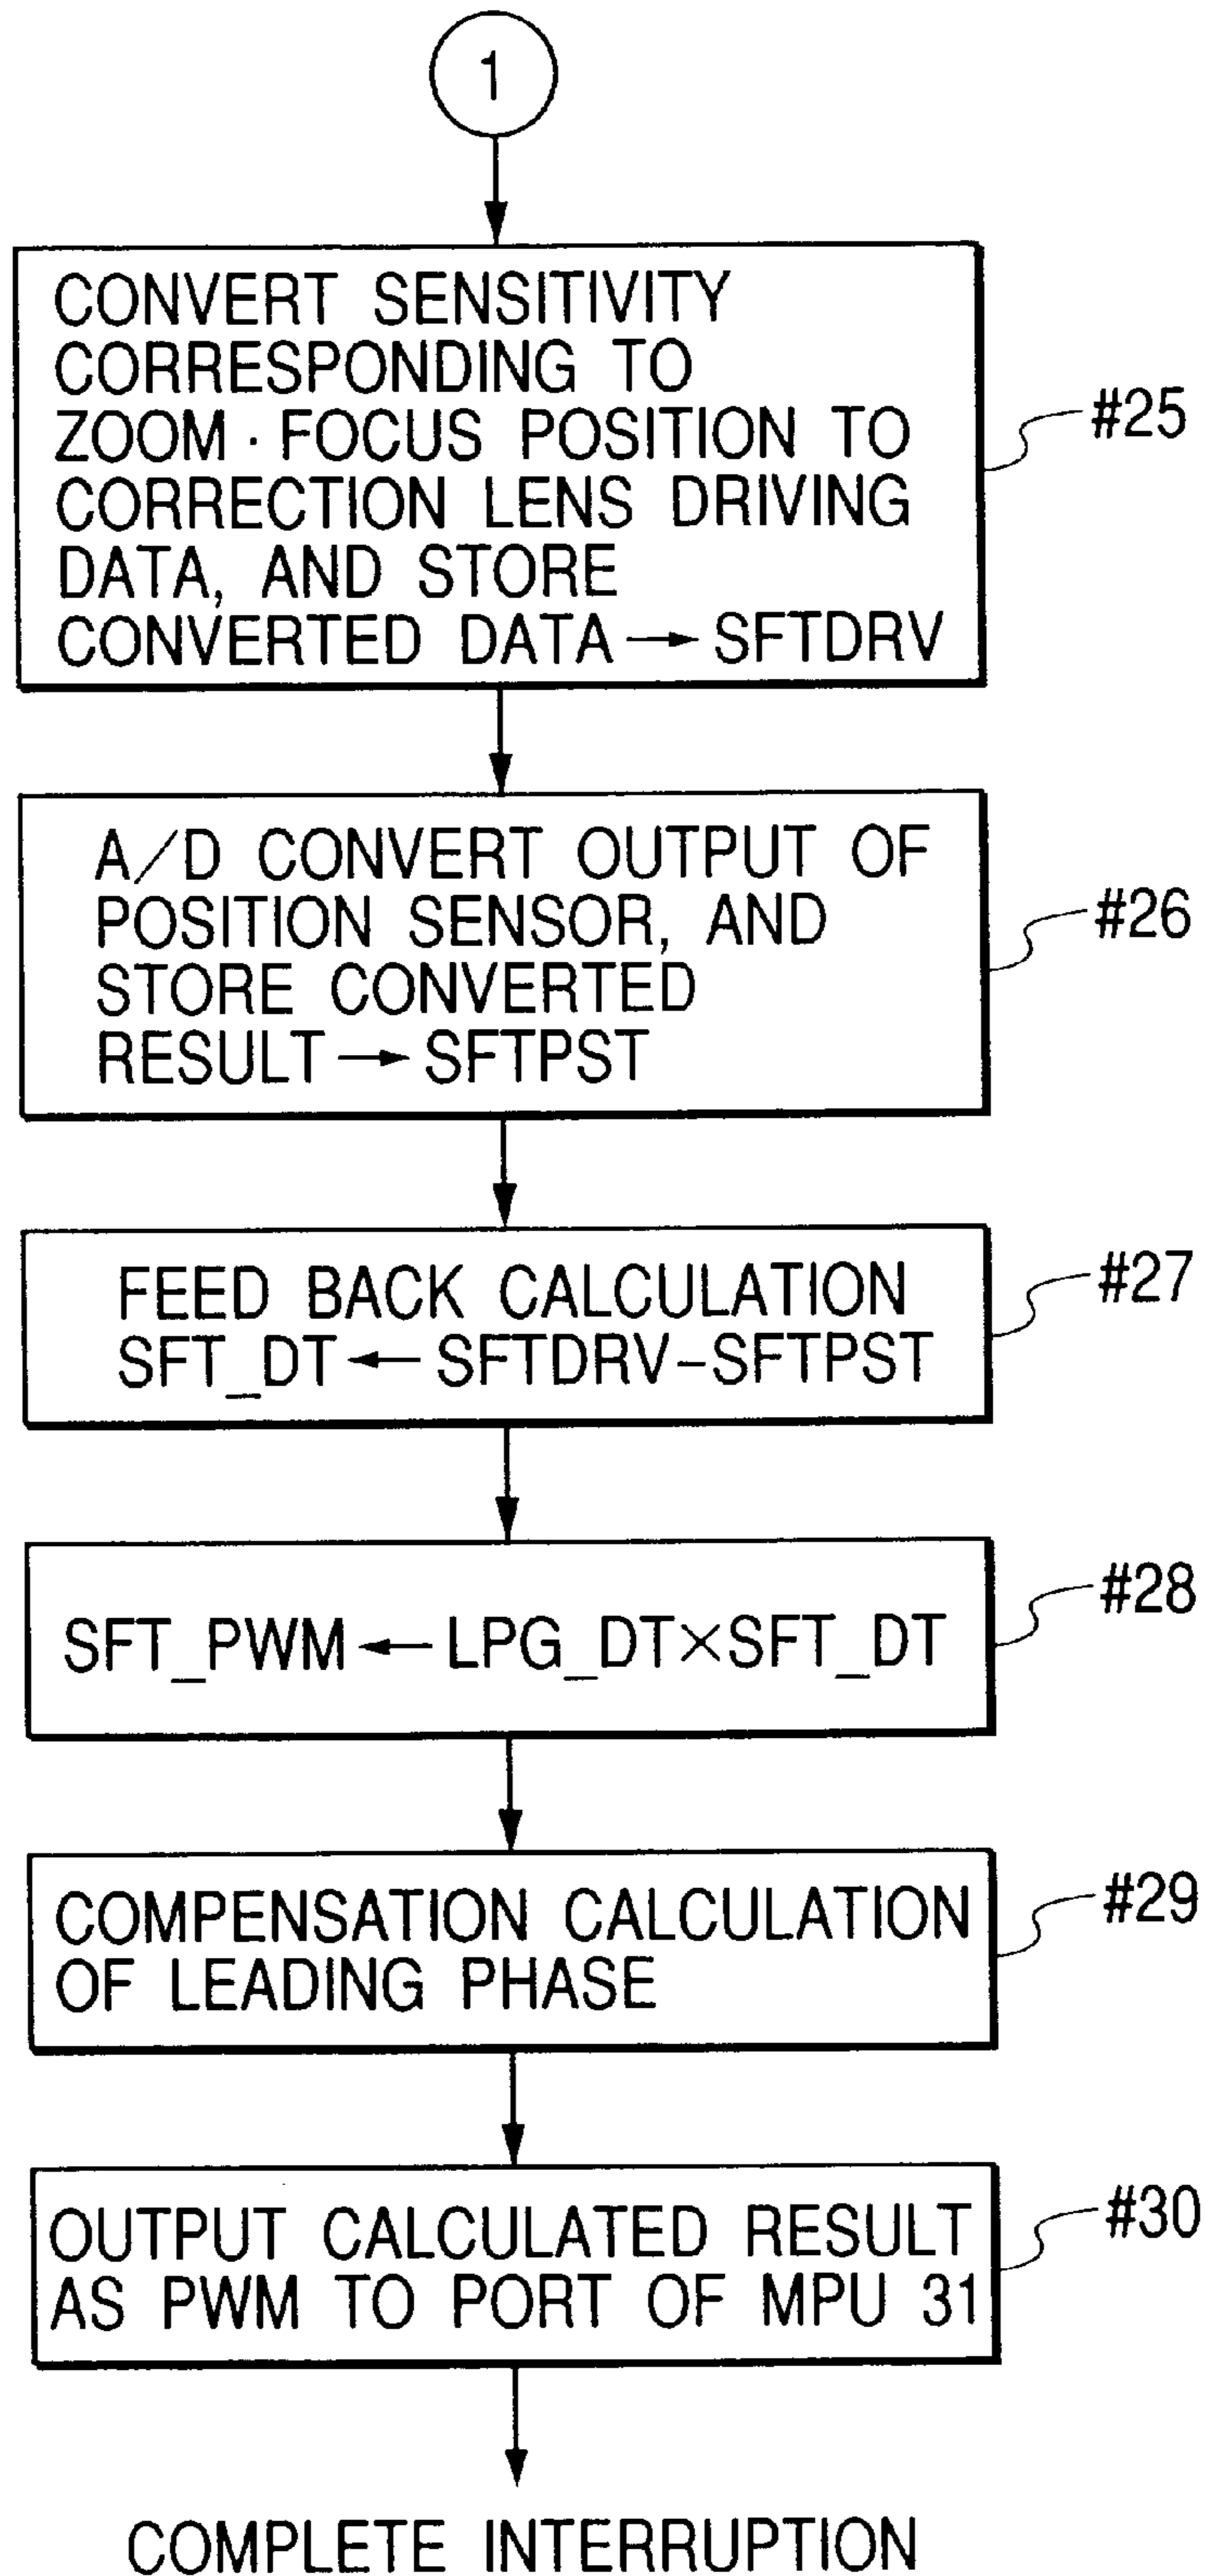 1
CONVERT SENSITIVITY
CORRESPONDING TO
ZOOM · FOCUS POSITION TO
CORRECTION LENS DRIVING
DATA, AND STORE
CONVERTED DATA → SFTDRV
#25
A/D CONVERT OUTPUT OF
POSITION SENSOR, AND
STORE CONVERTED
RESULT → SFTPST
#26
FEED BACK CALCULATION
SFT_DT ← SFTDRV-SFTPST
#27
SFT_PWM ← LPG_DT×SFT_DT
#28
COMPENSATION CALCULATION
OF LEADING PHASE
#29
OUTPUT CALCULATED RESULT
AS PWM TO PORT OF MPU 31
#30
COMPLETE INTERRUPTION